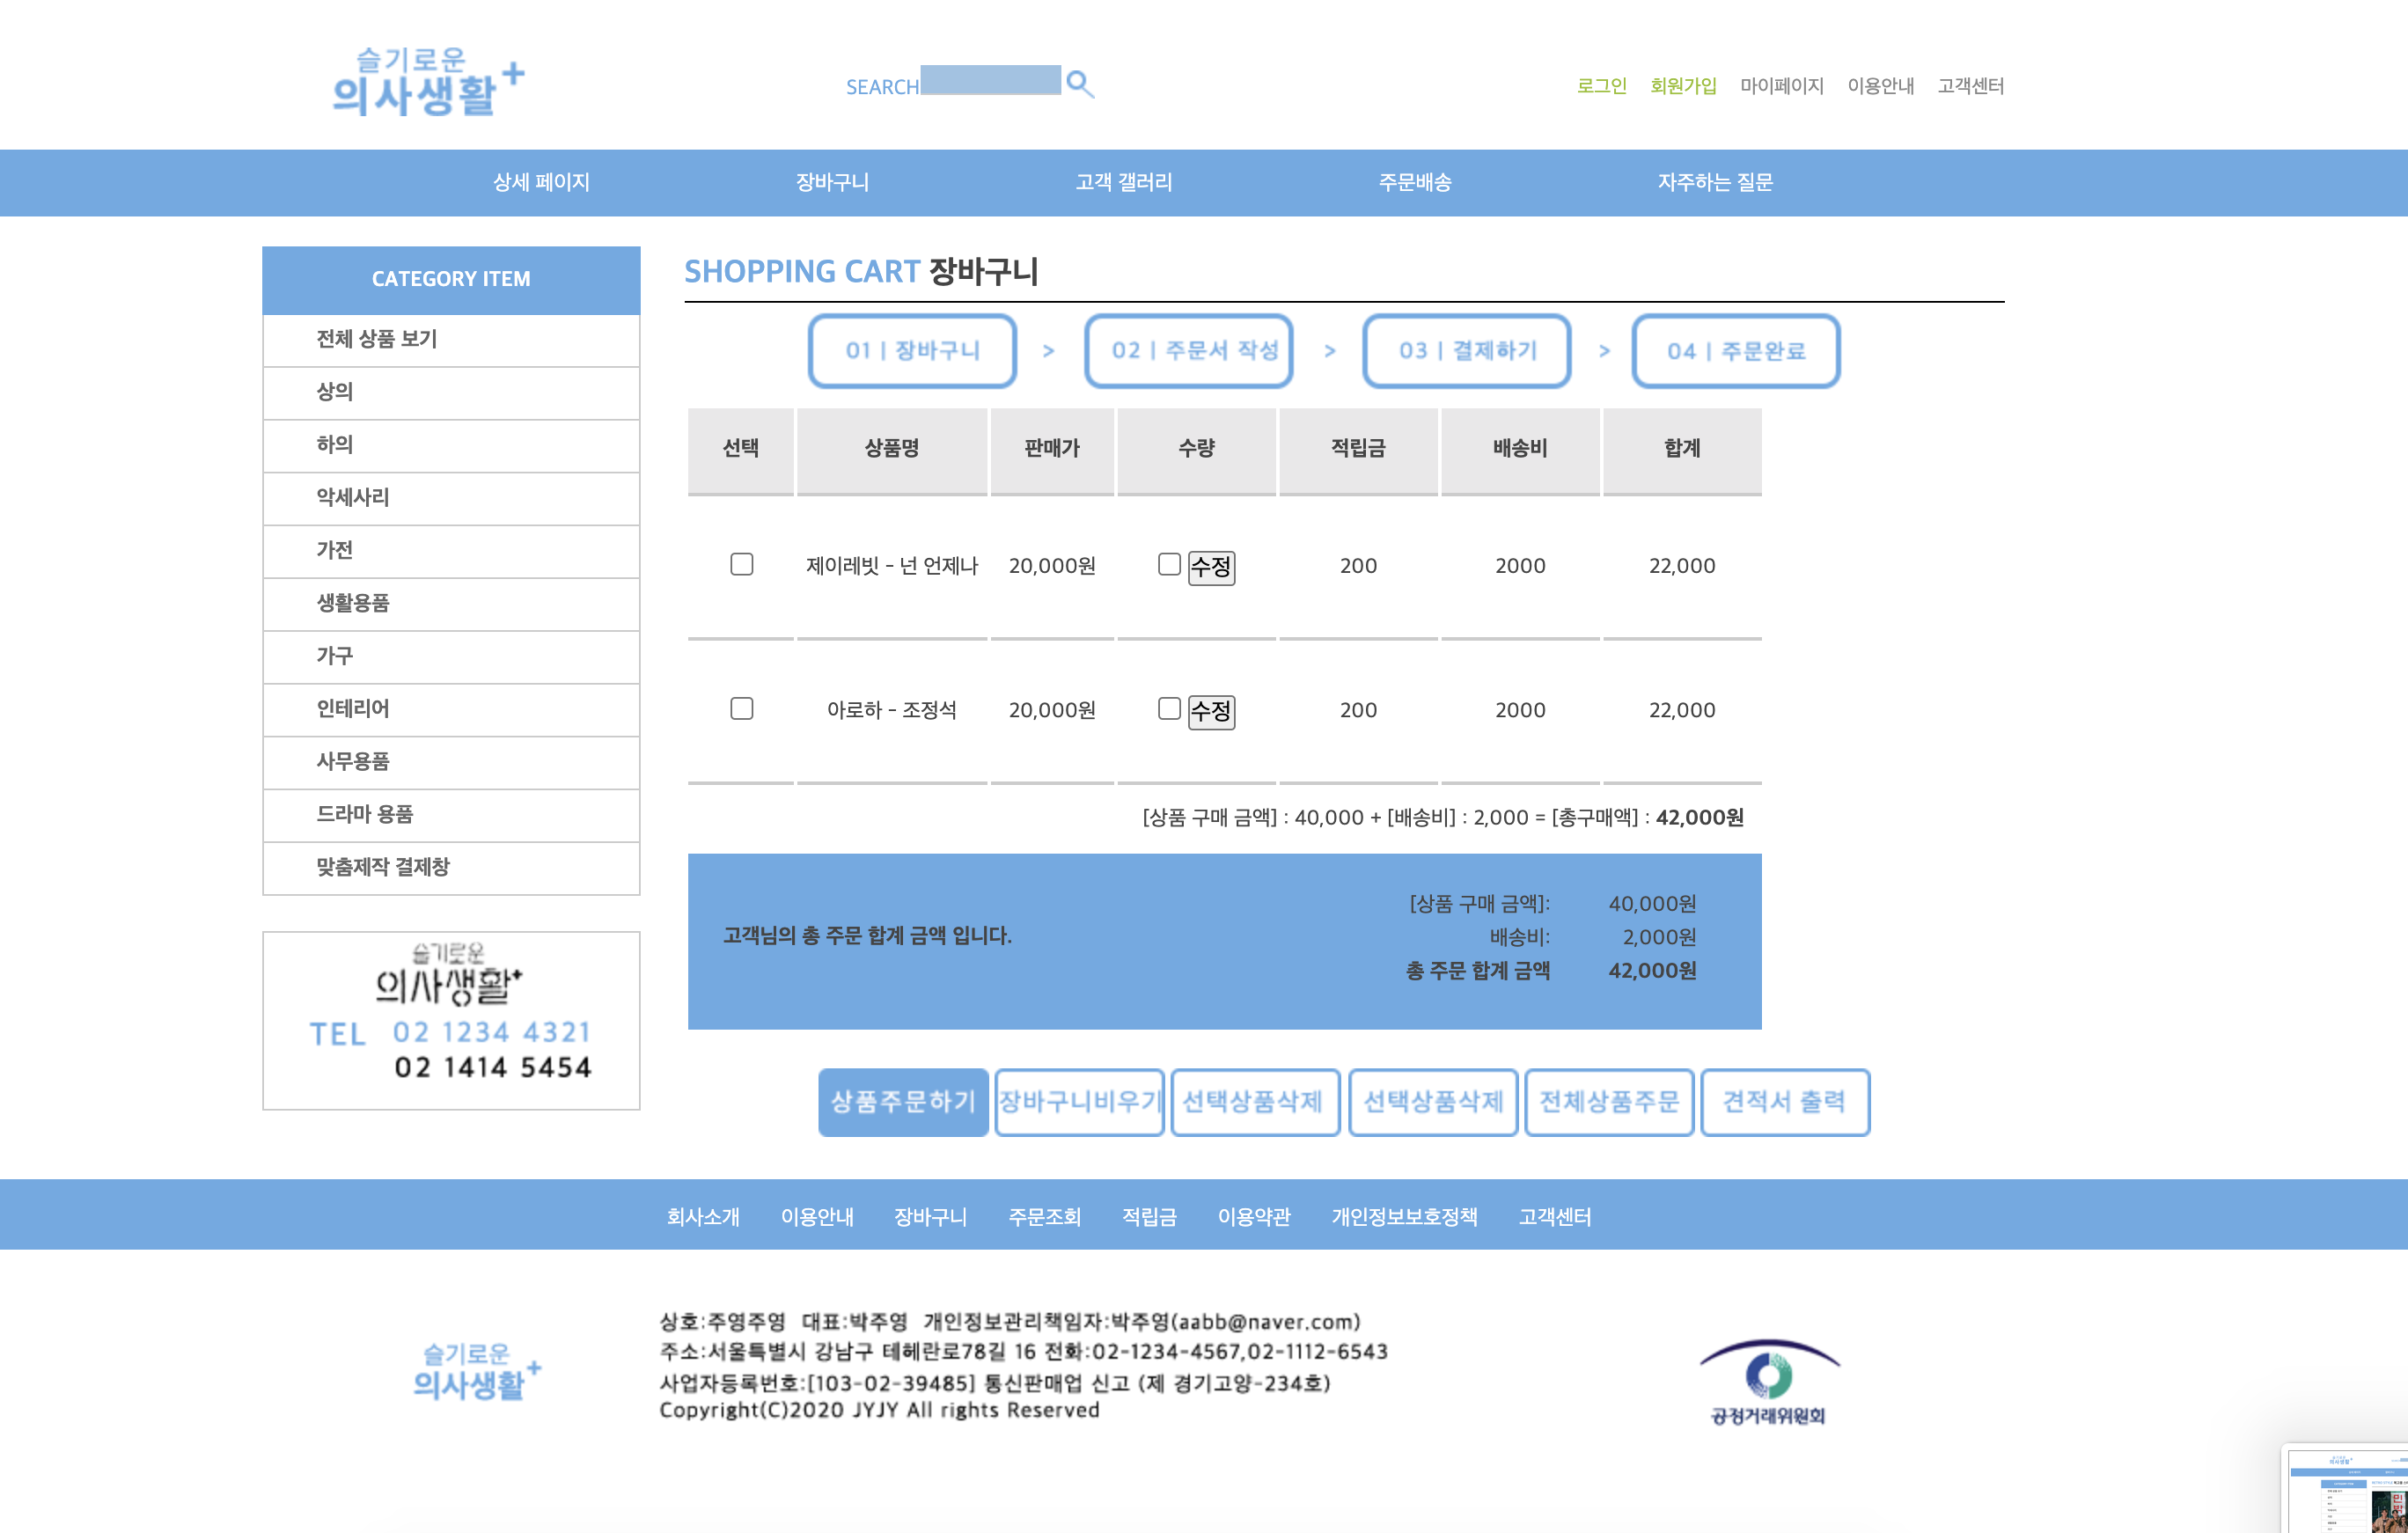 슬기로운
의사생활+
SEARCH
로그인 회원가입 마이페이지 이용안내 고객센터
상세 페이지 장바구니 고객 갤러리 주문배송 자주하는 질문
CATEGORY ITEM
전체 상품 보기
상의
하의
악세사리
가전
생활용품
가구
인테리어
사무용품
드라마 용품
맞춤제작 결제창
슬기로운
의사생활+
TEL 02 1234 4321
02 1414 5454
SHOPPING CART 장바구니
01 | 장바구니 > 02 | 주문서 작성 > 03 | 결제하기 > 04 | 주문완료
선택 상품명 판매가 수량 적립금 배송비 합계
제이레빗 - 넌 언제나 20,000원 수정 200 2000 22,000
아로하 - 조정석 20,000원 수정 200 2000 22,000
[상품 구매 금액] : 40,000 + [배송비] : 2,000 = [총구매액] : 42,000원
고객님의 총 주문 합계 금액 입니다.
[상품 구매 금액]: 40,000원
배송비: 2,000원
총 주문 합계 금액 42,000원
상품주문하기 장바구니비우기 선택상품삭제 선택상품삭제 전체상품주문 견적서 출력
회사소개 이용안내 장바구니 주문조회 적립금 이용약관 개인정보보호정책 고객센터
슬기로운
의사생활+
상호:주영주영 대표:박주영 개인정보관리책임자:박주영(aabb@naver.com)
주소:서울특별시 강남구 테헤란로78길 16 전화:02-1234-4567,02-1112-6543
사업자등록번호:[103-02-39485] 통신판매업 신고 (제 경기고양-234호)
Copyright(C)2020 JYJY All rights Reserved
공정거래위원회